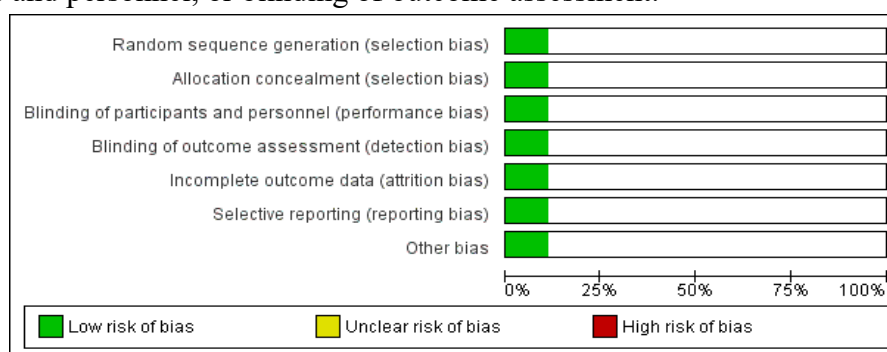 and personnel, or blinding of outcome assessment.
Random sequence generation (selection bias)
Allocation concealment (selection bias)
Blinding of participants and personnel (performance bias)
Blinding of outcome assessment (detection bias)
Incomplete outcome data (attrition bias)
Selective reporting (reporting bias)
Other bias
0% 25% 50% 75% 100%
Low risk of bias Unclear risk of bias High risk of bias